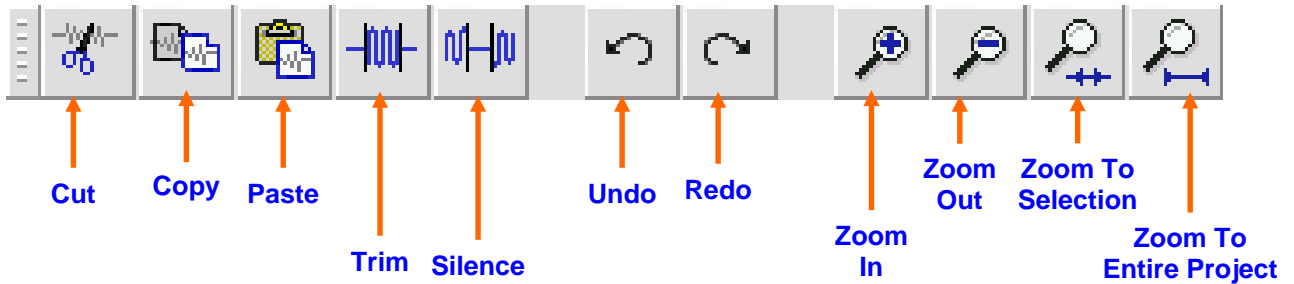 Cut
Copy
Paste
Trim
Silence
Undo
Redo
Zoom
In
Zoom
Out
Zoom To
Selection
Zoom To
Entire Project